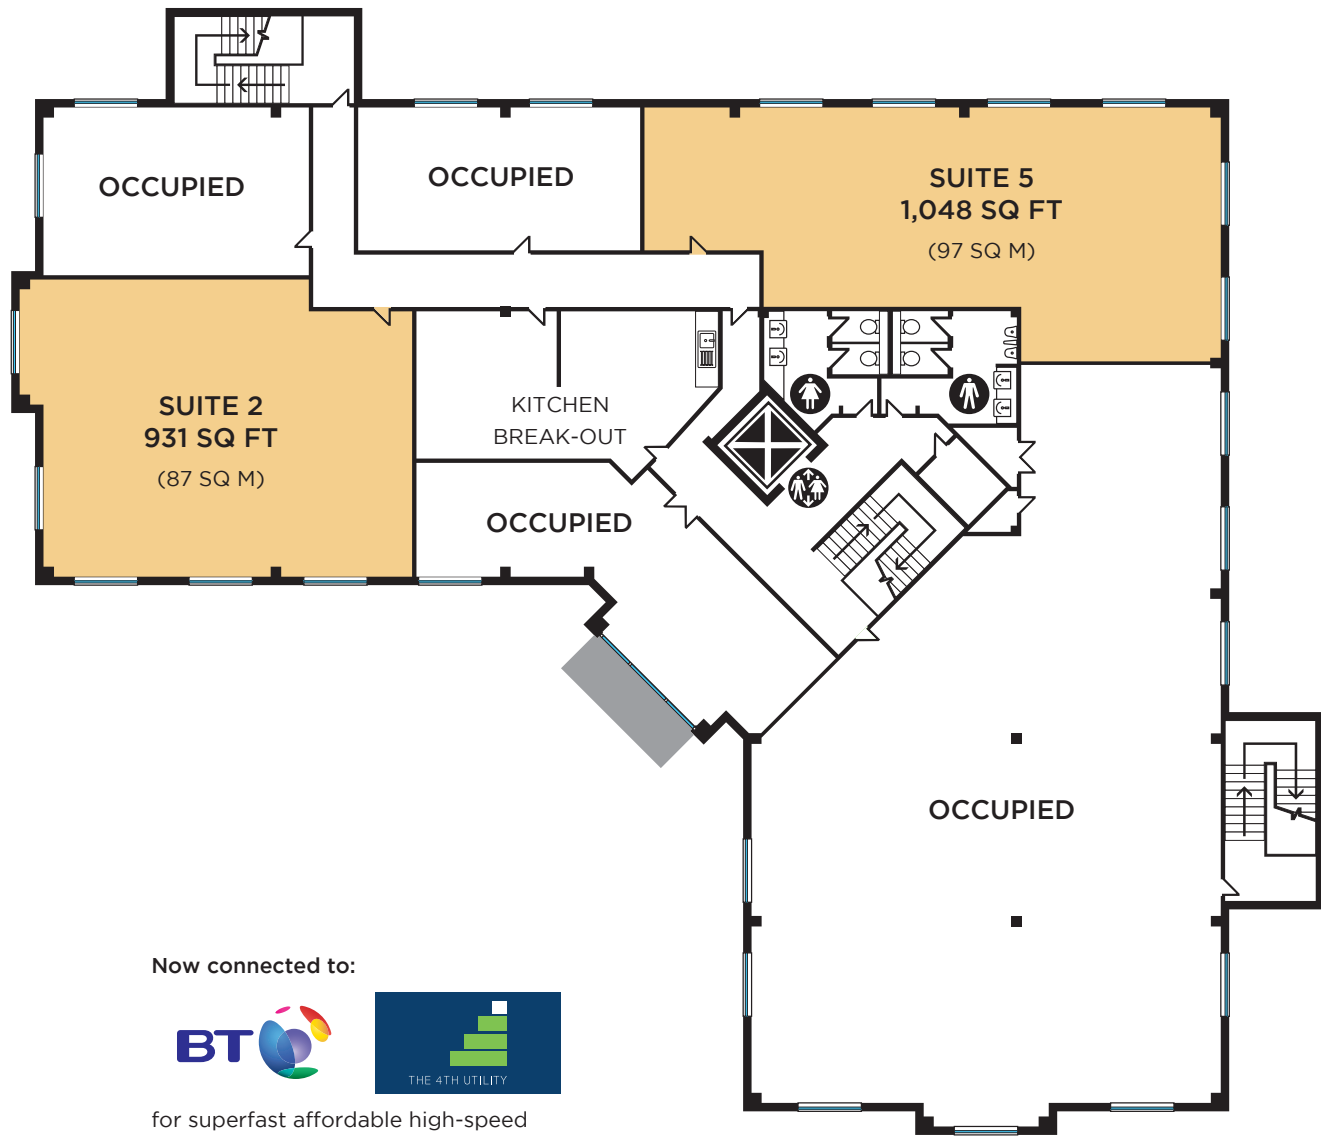 OCCUPIED
OCCUPIED
SUITE 5
1,048 SQ FT
(97 SQ M)
SUITE 2
931 SQ FT
(87 SQ M)
KITCHEN
BREAK-OUT
OCCUPIED
OCCUPIED
Now connected to:
BT
THE 4TH UTILITY
for superfast affordable high-speed